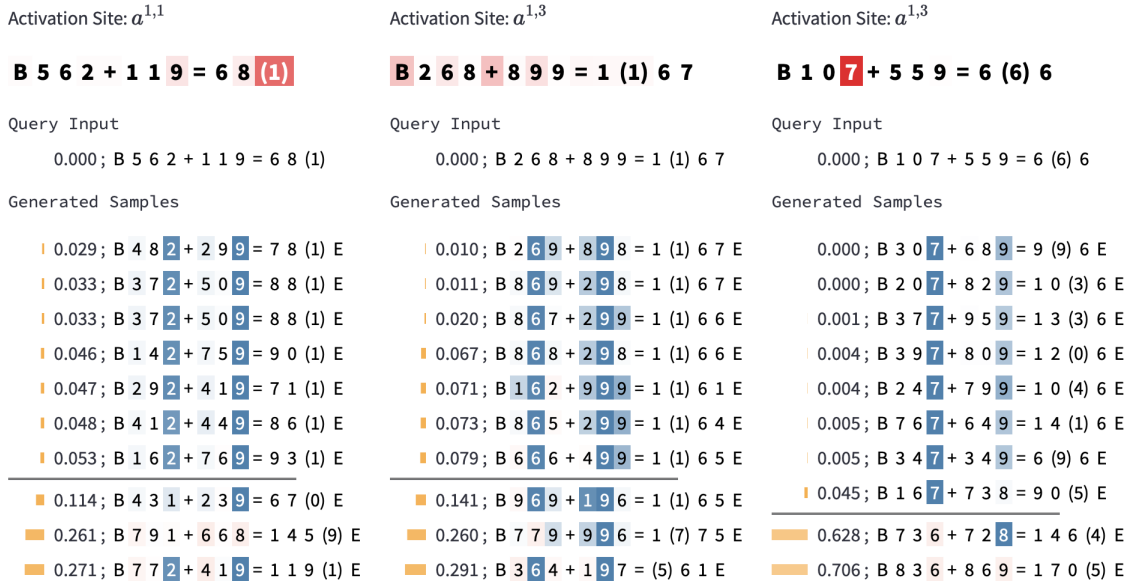 Activation Site: a^{1,1}
B 5 6 2 + 1 1 9 = 6 8 (1)
Query Input
0.000 ; B 5 6 2 + 1 1 9 = 6 8 (1)
Generated Samples
0.029 ; B 4 8 2 + 2 9 9 = 7 8 (1) E
0.033 ; B 3 7 2 + 5 0 9 = 8 8 (1) E
0.033 ; B 3 7 2 + 5 0 9 = 8 8 (1) E
0.046 ; B 1 4 2 + 7 5 9 = 9 0 (1) E
0.047 ; B 2 9 2 + 4 1 9 = 7 1 (1) E
0.048 ; B 4 1 2 + 4 4 9 = 8 6 (1) E
0.053 ; B 1 6 2 + 7 6 9 = 9 3 (1) E
0.114 ; B 4 3 1 + 2 3 9 = 6 7 (0) E
0.261 ; B 7 9 1 + 6 6 8 = 1 4 5 (9) E
0.271 ; B 7 7 2 + 4 1 9 = 1 1 9 (1) E
Activation Site: a^{1,3}
B 2 6 8 + 8 9 9 = 1 (1) 6 7
Query Input
0.000 ; B 2 6 8 + 8 9 9 = 1 (1) 6 7
Generated Samples
0.010 ; B 2 6 9 + 8 9 8 = 1 (1) 6 7 E
0.011 ; B 8 6 9 + 2 9 8 = 1 (1) 6 7 E
0.020 ; B 8 6 7 + 2 9 9 = 1 (1) 6 6 E
0.067 ; B 8 6 8 + 2 9 8 = 1 (1) 6 6 E
0.071 ; B 1 6 2 + 9 9 9 = 1 (1) 6 1 E
0.073 ; B 8 6 5 + 2 9 9 = 1 (1) 6 4 E
0.079 ; B 6 6 6 + 4 9 9 = 1 (1) 6 5 E
0.141 ; B 9 6 9 + 1 9 6 = 1 (1) 6 5 E
0.260 ; B 7 7 9 + 9 9 6 = 1 (7) 7 5 E
0.291 ; B 3 6 4 + 1 9 7 = (5) 6 1 E
Activation Site: a^{1,3}
B 1 0 7 + 5 5 9 = 6 (6) 6
Query Input
0.000 ; B 1 0 7 + 5 5 9 = 6 (6) 6
Generated Samples
0.000 ; B 3 0 7 + 6 8 9 = 9 (9) 6 E
0.000 ; B 2 0 7 + 8 2 9 = 1 0 (3) 6 E
0.001 ; B 3 7 7 + 9 5 9 = 1 3 (3) 6 E
0.004 ; B 3 9 7 + 8 0 9 = 1 2 (0) 6 E
0.004 ; B 2 4 7 + 7 9 9 = 1 0 (4) 6 E
0.005 ; B 7 6 7 + 6 4 9 = 1 4 (1) 6 E
0.005 ; B 3 4 7 + 3 4 9 = 6 (9) 6 E
0.045 ; B 1 6 7 + 7 3 8 = 9 0 (5) E
0.628 ; B 7 3 6 + 7 2 8 = 1 4 6 (4) E
0.706 ; B 8 3 6 + 8 6 9 = 1 7 0 (5) E